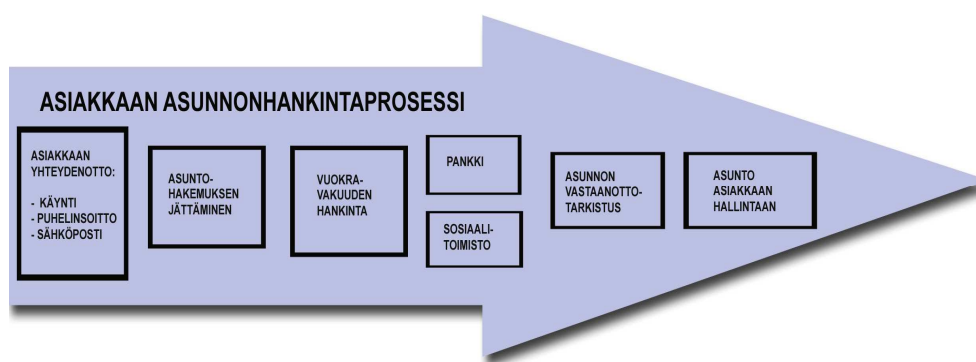 ASIAKKAAN ASUNNONHANKINTAPROSESSI
ASIAKKAAN
YHTEYDENOTTO:
- KÄYNTI
- PUHELINSOITTO
- SÄHKÖPOSTI
ASUNTO-
HAKEMUKSEN
JÄTTÄMINEN
VUOKRA-
VAKUUDEN
HANKINTA
PANKKI
SOSIAALI-
TOIMISTO
ASUNNON
VASTAANOTTO-
TARKISTUS
ASUNTO
ASIAKKAAN
HALLINTAAN